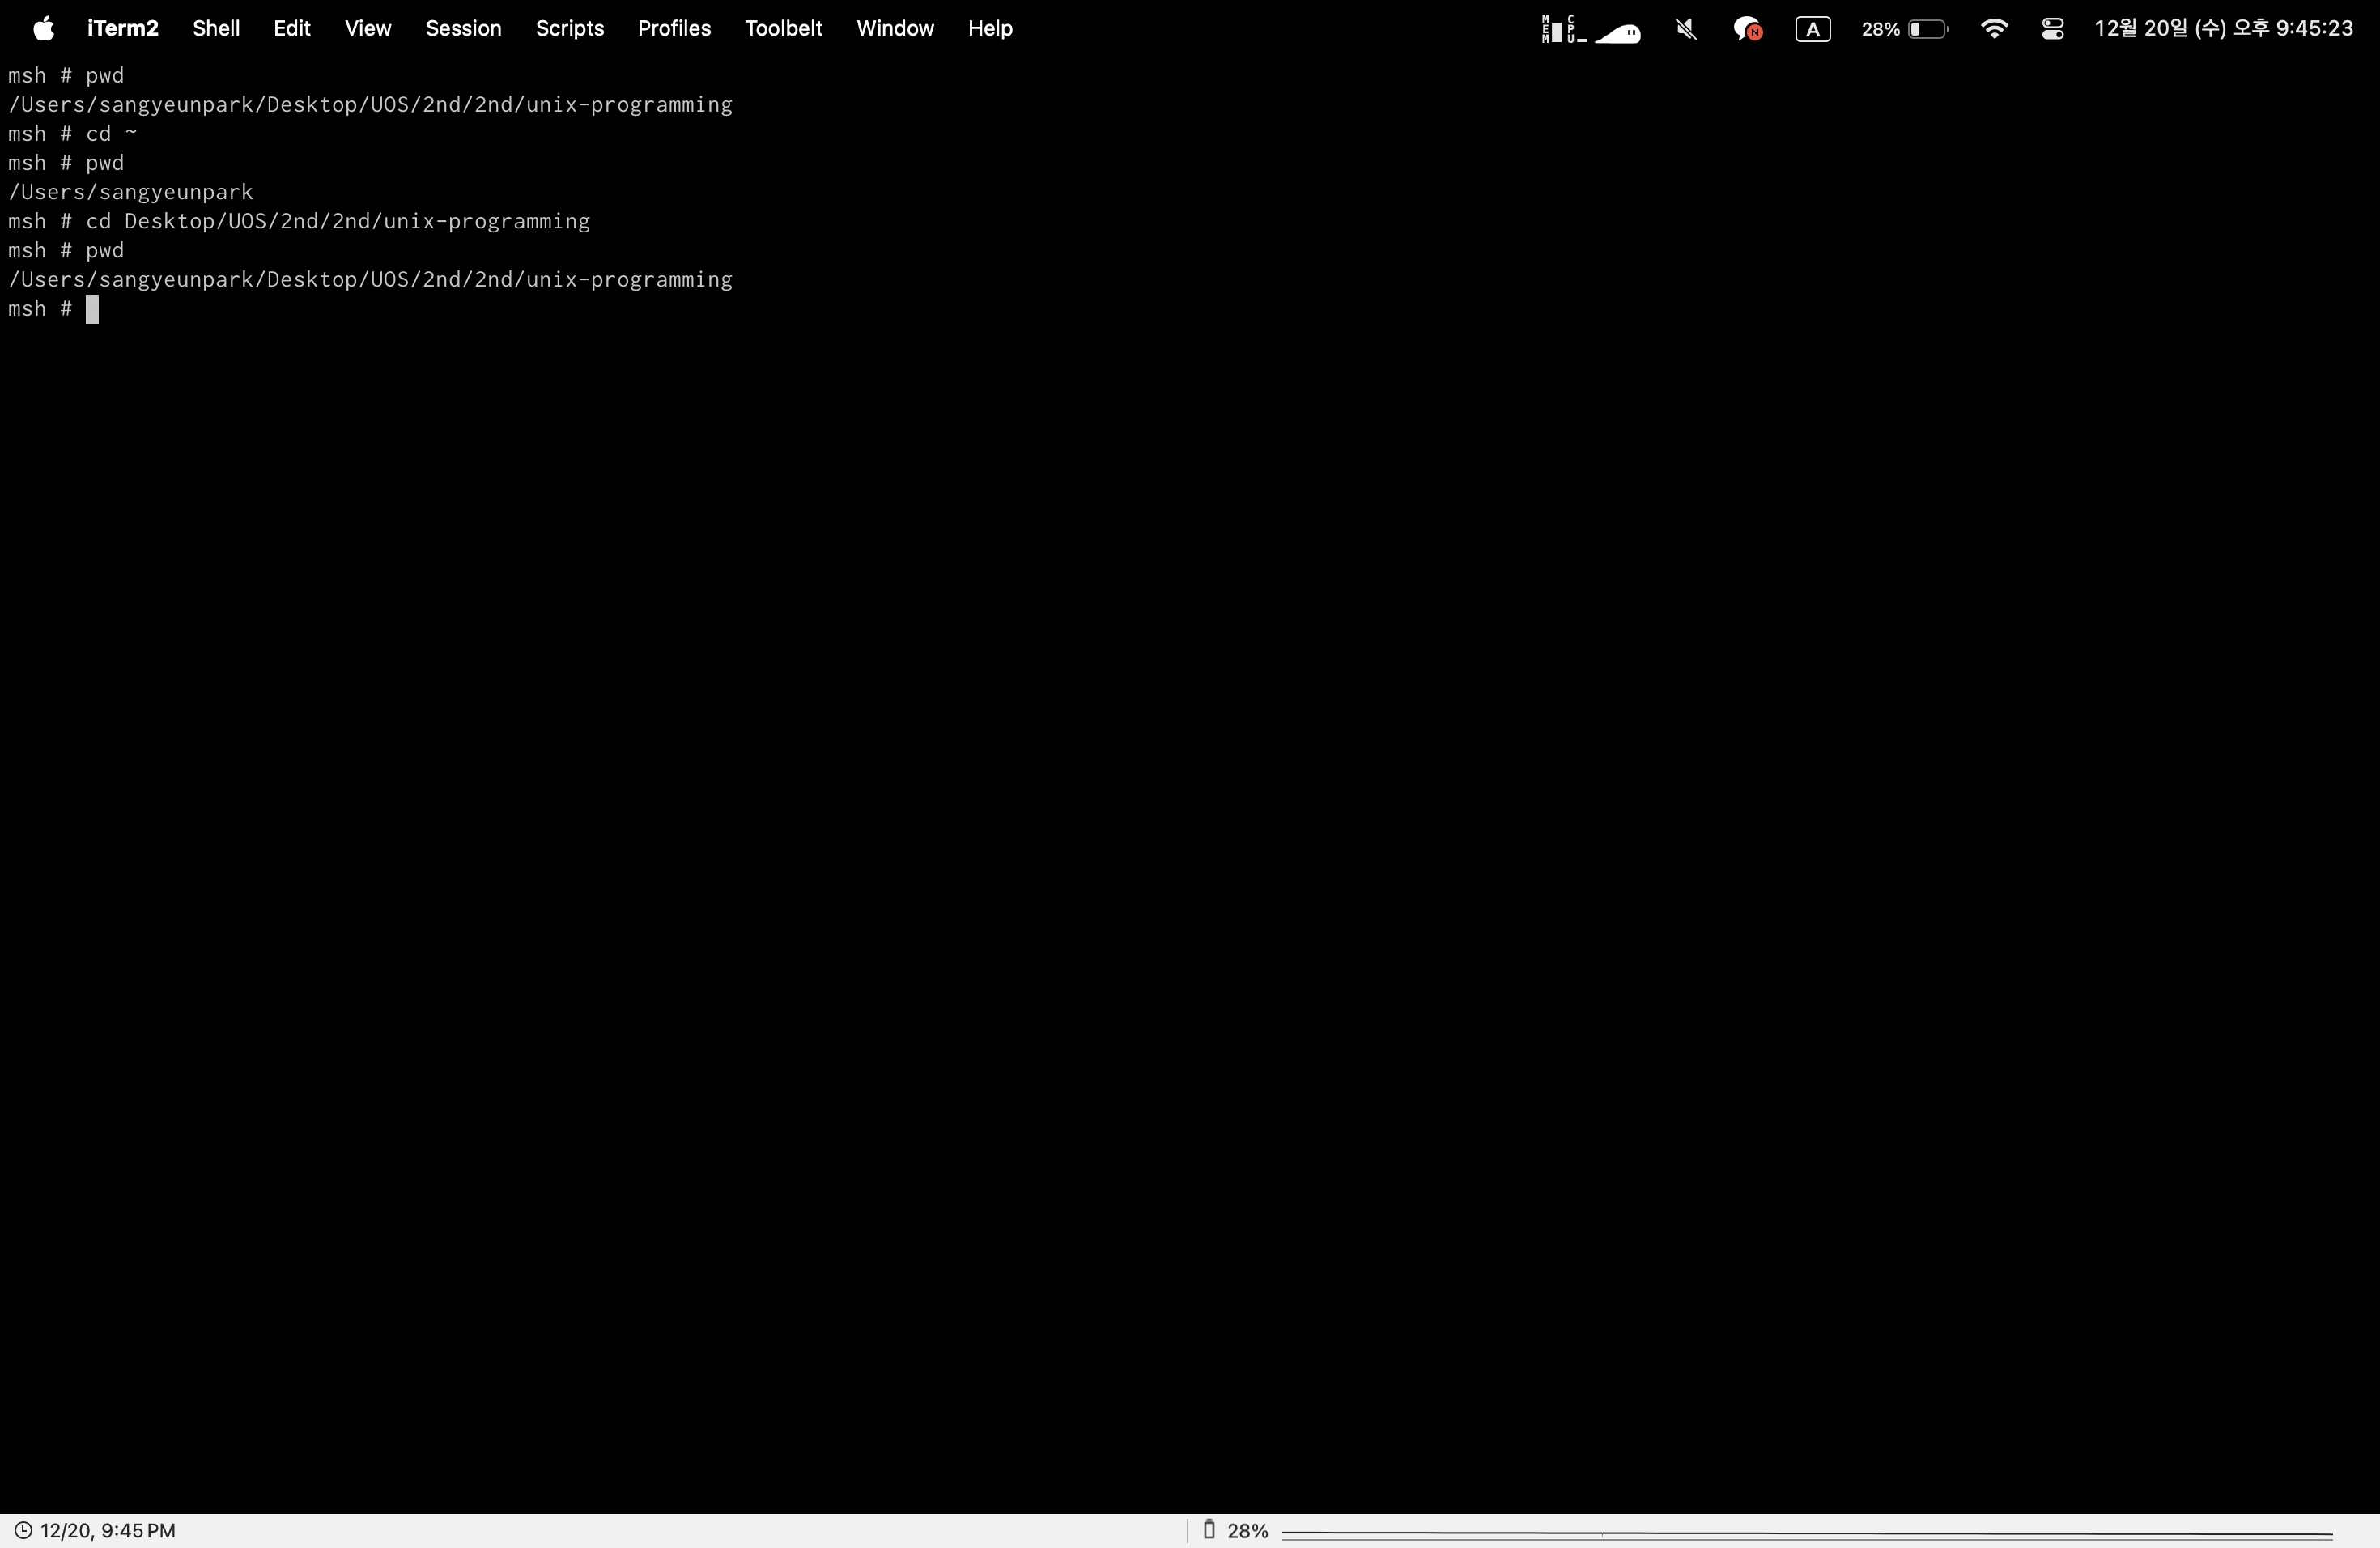 iTerm2 Shell Edit View Session Scripts Profiles Toolbelt Window Help MEM CPU N A 28% 12월 20일 (수) 오후 9:45:23
msh # pwd
/Users/sangyeunpark/Desktop/UOS/2nd/2nd/unix-programming
msh # cd ~
msh # pwd
/Users/sangyeunpark
msh # cd Desktop/UOS/2nd/2nd/unix-programming
msh # pwd
/Users/sangyeunpark/Desktop/UOS/2nd/2nd/unix-programming
msh #
12/20, 9:45 PM 28%